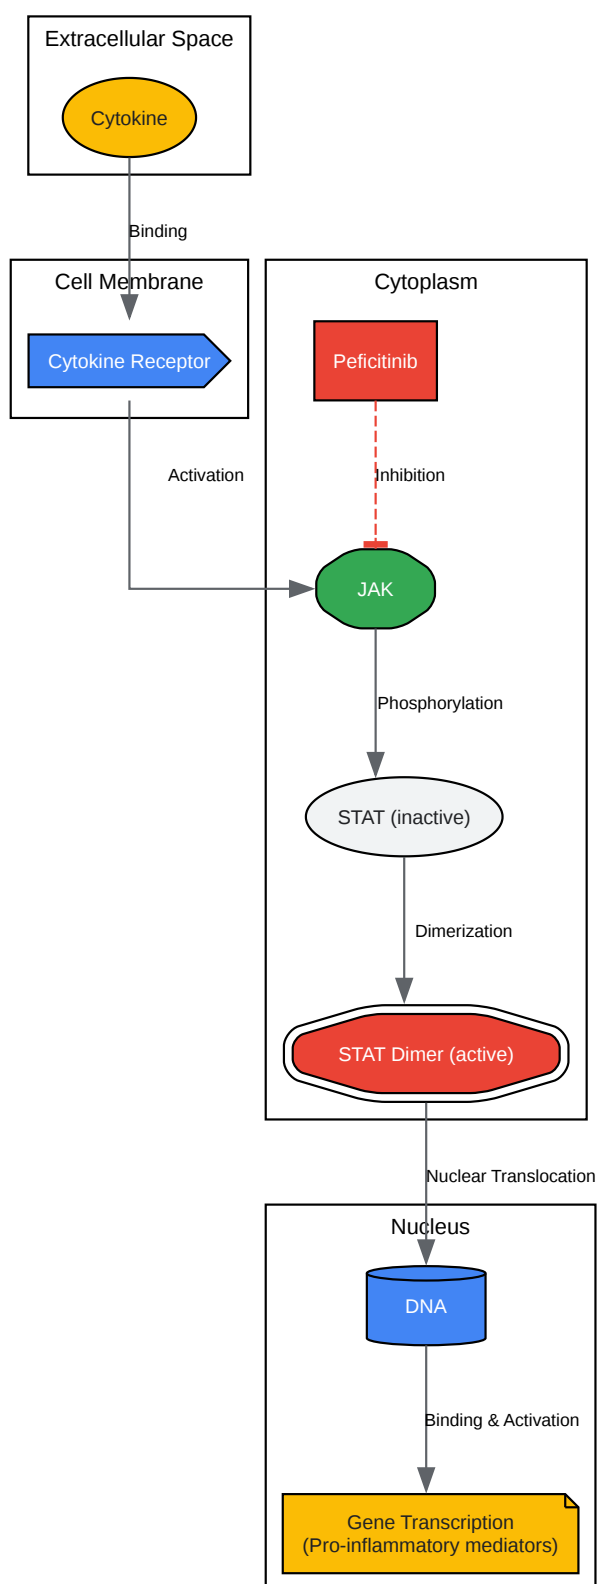 Extracellular Space
Cytokine
Binding
Cell Membrane
Cytokine Receptor
Activation
Cytoplasm
Peficitinib
Inhibition
JAK
Phosphorylation
STAT (inactive)
Dimerization
STAT Dimer (active)
Nuclear Translocation
Nucleus
DNA
Binding & Activation
Gene Transcription
(Pro-inflammatory mediators)